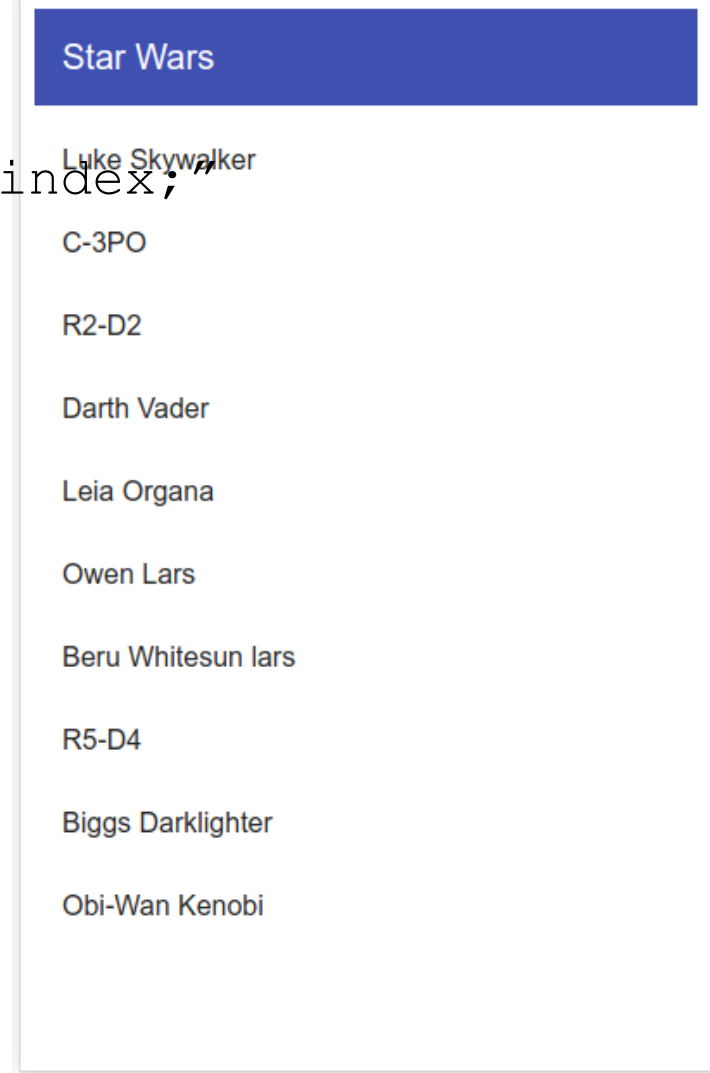 Star Wars
Luke Skywalker
index;”
C-3PO
R2-D2
Darth Vader
Leia Organa
Owen Lars
Beru Whitesun lars
R5-D4
Biggs Darklighter
Obi-Wan Kenobi